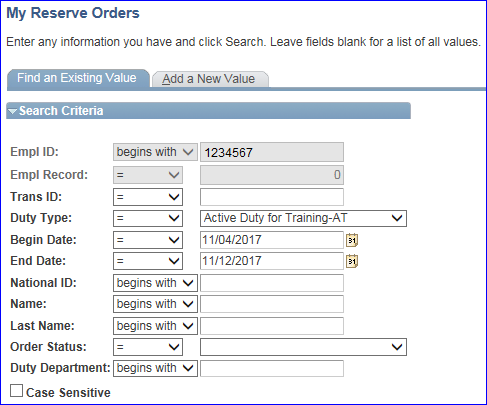 My Reserve Orders
Enter any information you have and click Search. Leave fields blank for a list of all values.
Find an Existing Value Add a New Value
Search Criteria
Empl ID: begins with 1234567
Empl Record: = 0
Trans ID: =
Duty Type: = Active Duty for Training-AT
Begin Date: = 11/04/2017 31
End Date: = 11/12/2017 31
National ID: begins with
Name: begins with
Last Name: begins with
Order Status: =
Duty Department: begins with
Case Sensitive